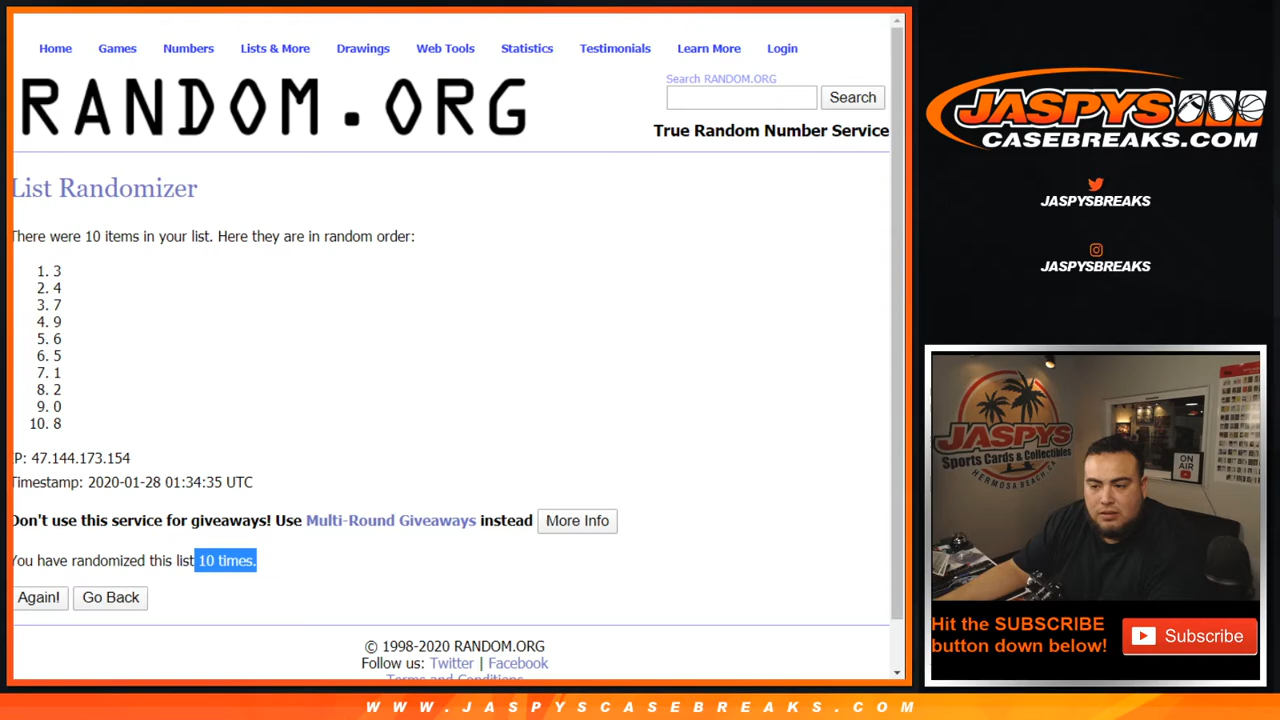 Home Games Numbers Lists & More Drawings Web Tools Statistics Testimonials Learn More Login
RANDOM.ORG
Search RANDOM.ORG
Search
True Random Number Service
List Randomizer
There were 10 items in your list. Here they are in random order:
1. 3
2. 4
3. 7
4. 9
5. 6
6. 5
7. 1
8. 2
9. 0
10. 8
IP: 47.144.173.154
Timestamp: 2020-01-28 01:34:35 UTC
Don't use this service for giveaways! Use Multi-Round Giveaways instead More Info
You have randomized this list 10 times.
Again! Go Back
© 1998-2020 RANDOM.ORG
Follow us: Twitter | Facebook
Terms and Conditions
JASPYS
CASEBREAKS.COM
JASPYSBREAKS
JASPYSBREAKS
JASPYS
Sports Cards & Collectibles
HERMOSA BEACH, CA
ON
AIR
Hit the SUBSCRIBE
button down below!
Subscribe
WWW.JASPYSCASEBREAKS.COM